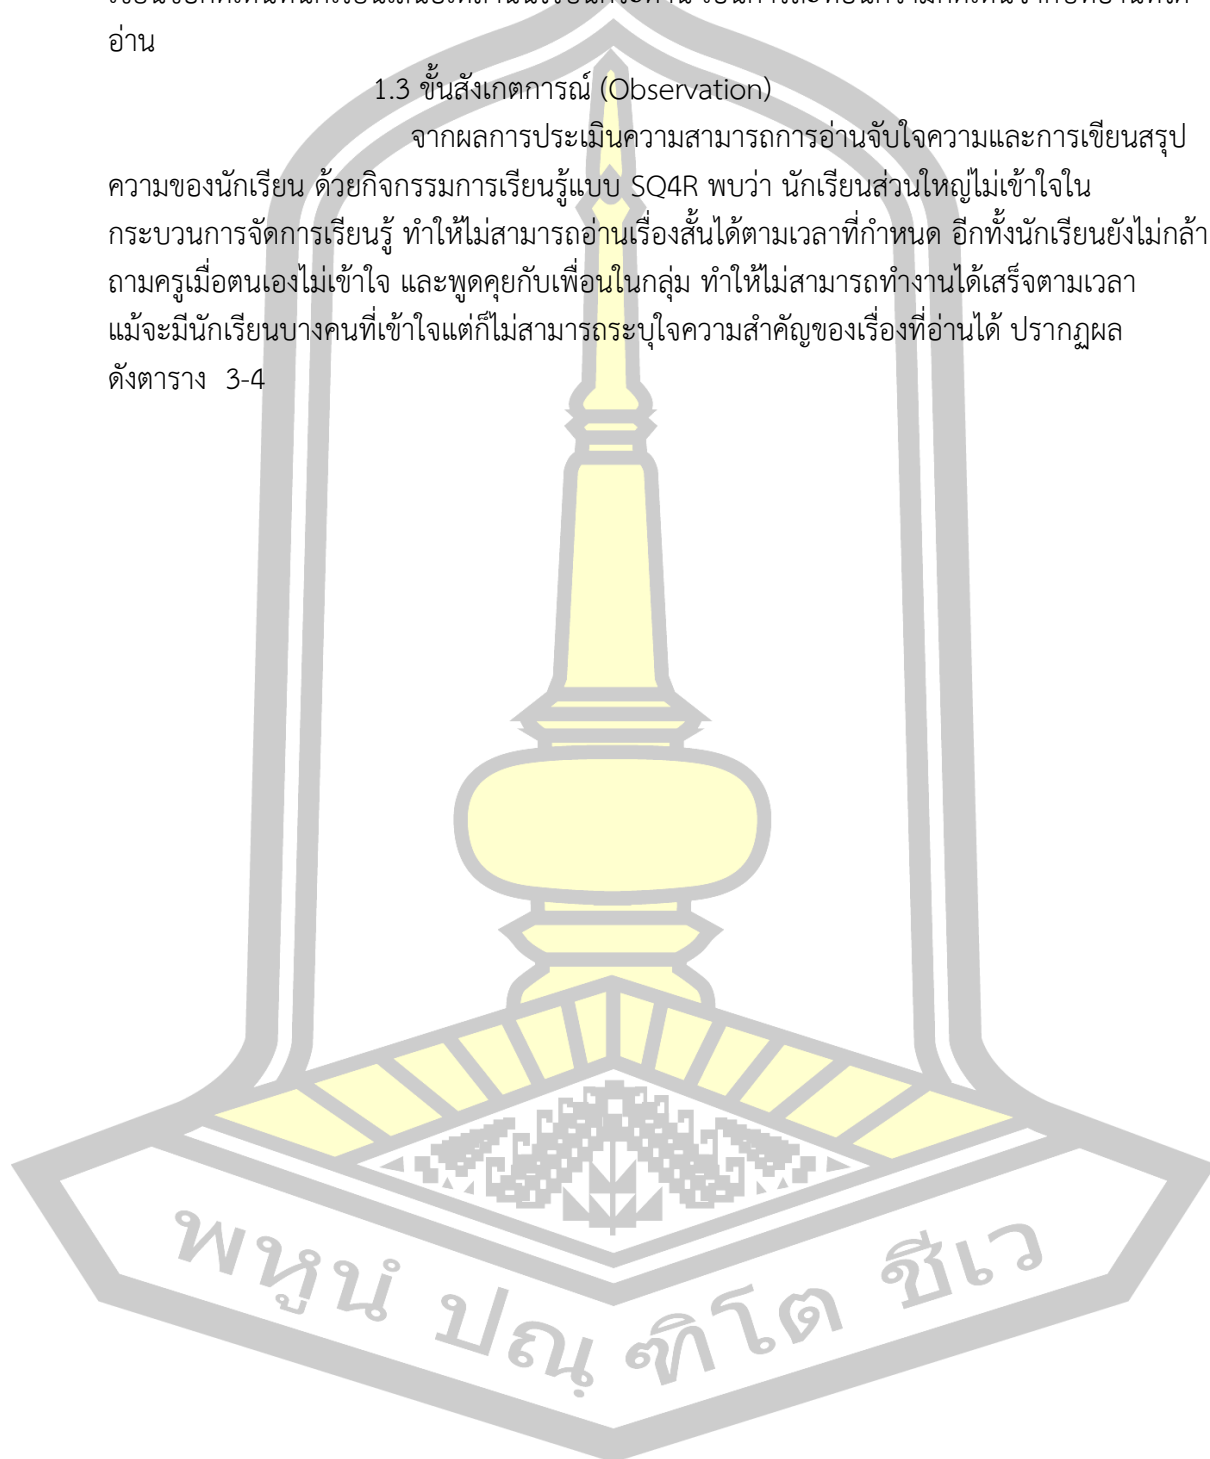 อ่าน
1.3 ขั้นสังเกตการณ์ (Observation)
จากผลการประเมินความสามารถการอ่านจับใจความและการเขียนสรุป
ความของนักเรียน ด้วยกิจกรรมการเรียนรู้แบบ SQ4R พบว่า นักเรียนส่วนใหญ่ไม่เข้าใจใน
กระบวนการจัดการเรียนรู้ ทำให้ไม่สามารถอ่านเรื่องสั้นได้ตามเวลาที่กำหนด อีกทั้งนักเรียนยังไม่กล้า
ถามครูเมื่อตนเองไม่เข้าใจ และพูดคุยกับเพื่อนในกลุ่ม ทำให้ไม่สามารถทำงานได้เสร็จตามเวลา
แม้จะมีนักเรียนบางคนที่เข้าใจแต่ก็ไม่สามารถระบุใจความสำคัญของเรื่องที่อ่านได้ ปรากฏผล
ดังตาราง 3-4
พหูนํ ปณฺฑิโต ชีเว